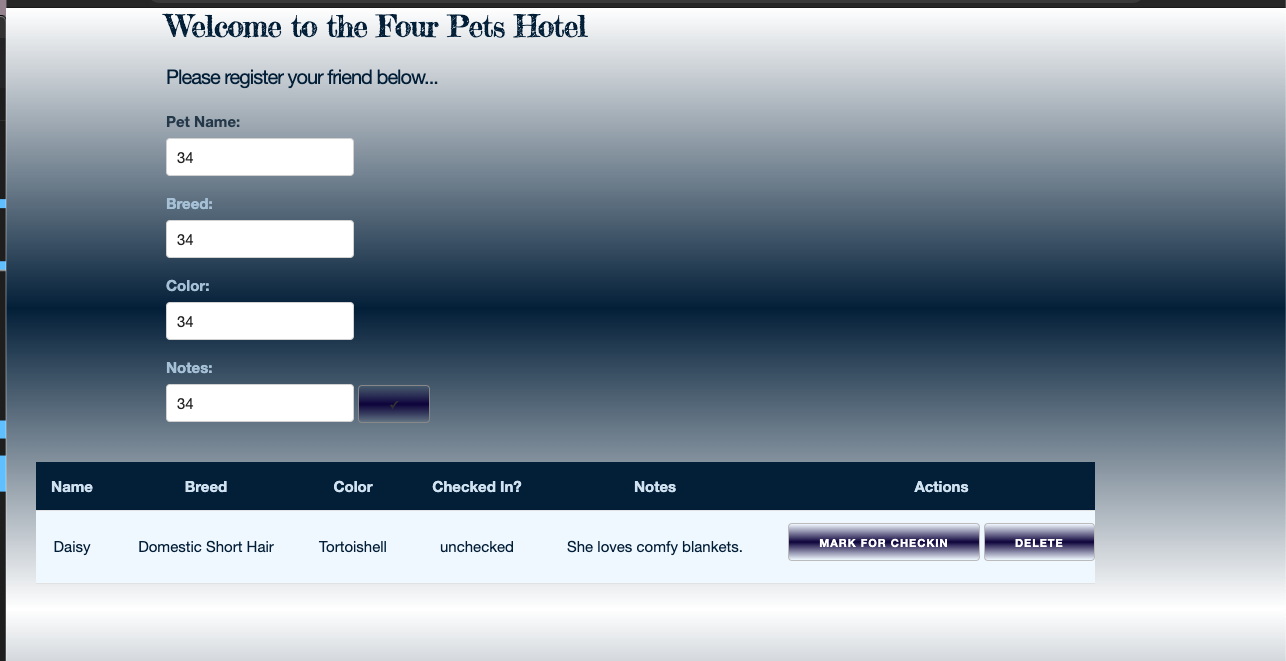 Welcome to the Four Pets Hotel
Please register your friend below...
Pet Name:
34
Breed:
34
Color:
34
Notes:
34 ✓
Name Breed Color Checked In? Notes Actions
Daisy Domestic Short Hair Tortoishell unchecked She loves comfy blankets. MARK FOR CHECKIN DELETE